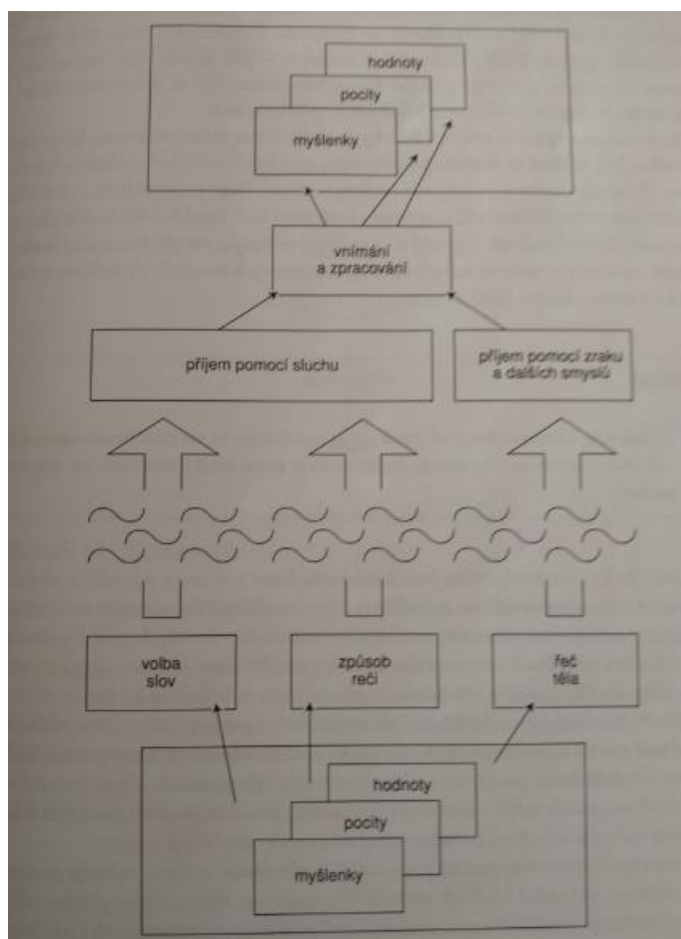 hodnoty
pocity
myšlenky
vnímání
a zpracování
příjem pomocí sluchu
příjem pomocí zraku
a dalších smyslů
volba
slov
způsob
reči
řeč
těla
hodnoty
pocity
myšlenky